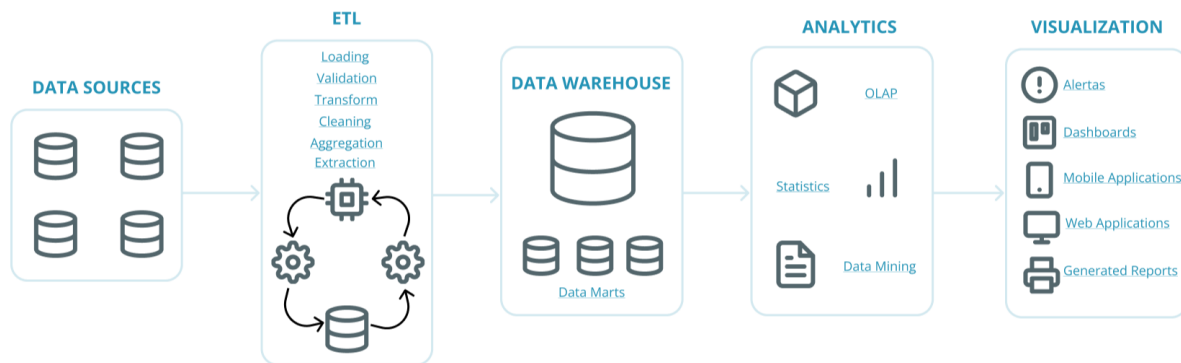 DATA SOURCES
ETL
Loading
Validation
Transform
Cleaning
Aggregation
Extraction
DATA WAREHOUSE
Data Marts
ANALYTICS
OLAP
Statistics
Data Mining
VISUALIZATION
Alertas
Dashboards
Mobile Applications
Web Applications
Generated Reports